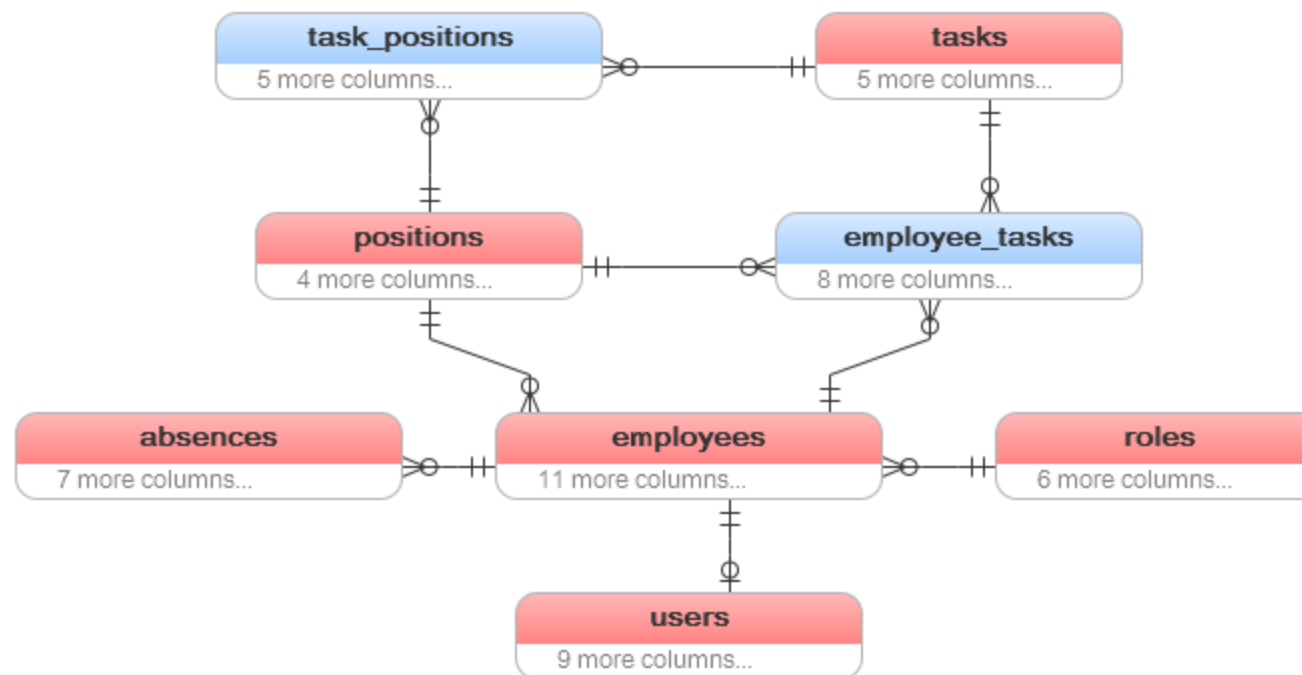 task_positions
5 more columns...
tasks
5 more columns...
positions
4 more columns...
employee_tasks
8 more columns...
absences
7 more columns...
employees
11 more columns...
roles
6 more columns...
users
9 more columns...